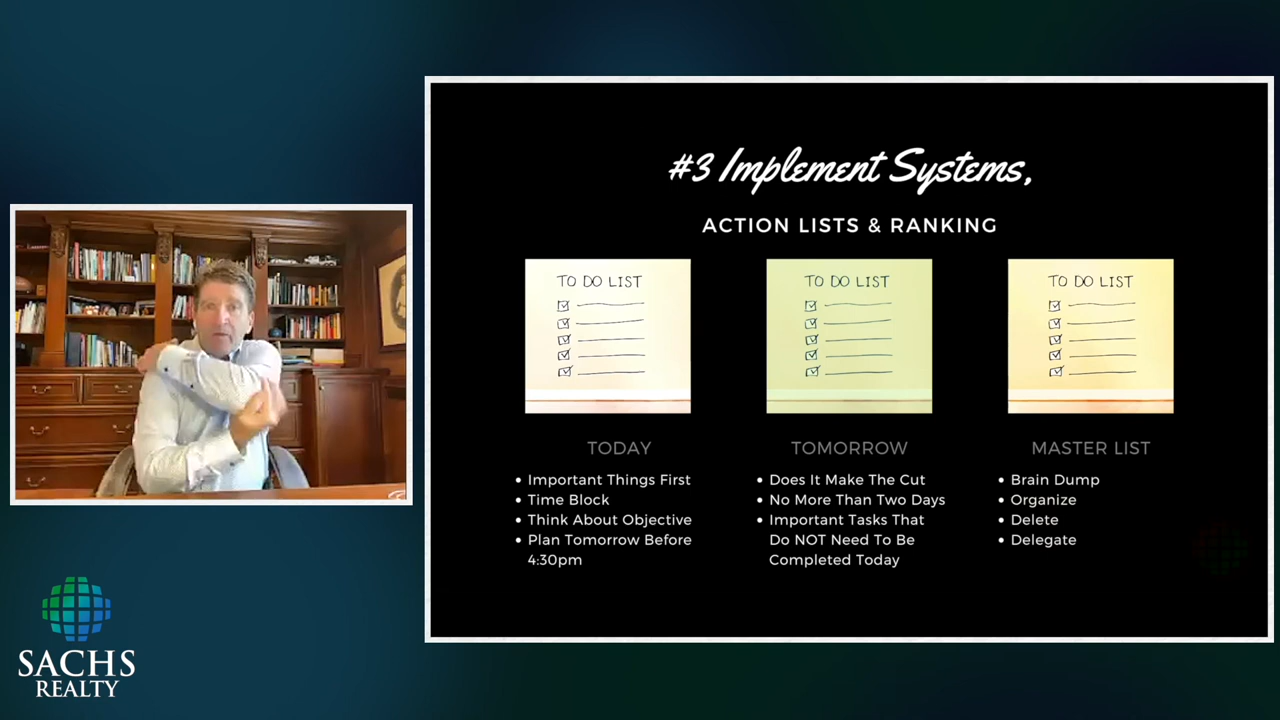 #3 Implement Systems,
ACTION LISTS & RANKING
TO DO LIST
TO DO LIST
TO DO LIST
TODAY
• Important Things First
• Time Block
• Think About Objective
• Plan Tomorrow Before
4:30pm
TOMORROW
• Does It Make The Cut
• No More Than Two Days
• Important Tasks That
Do NOT Need To Be
Completed Today
MASTER LIST
• Brain Dump
• Organize
• Delete
• Delegate
SACHS
REALTY